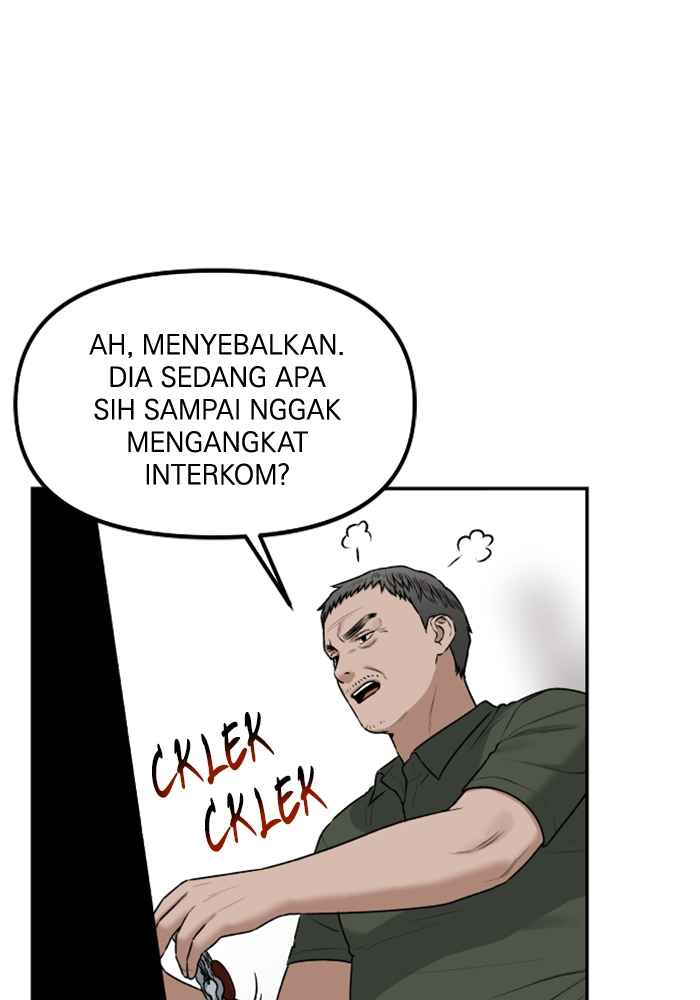 AH, MENYEBALKAN.
DIA SEDANG APA
SIH SAMPAI NGGAK
MENGANGKAT
INTERKOM?
CKLEK
CKLEK